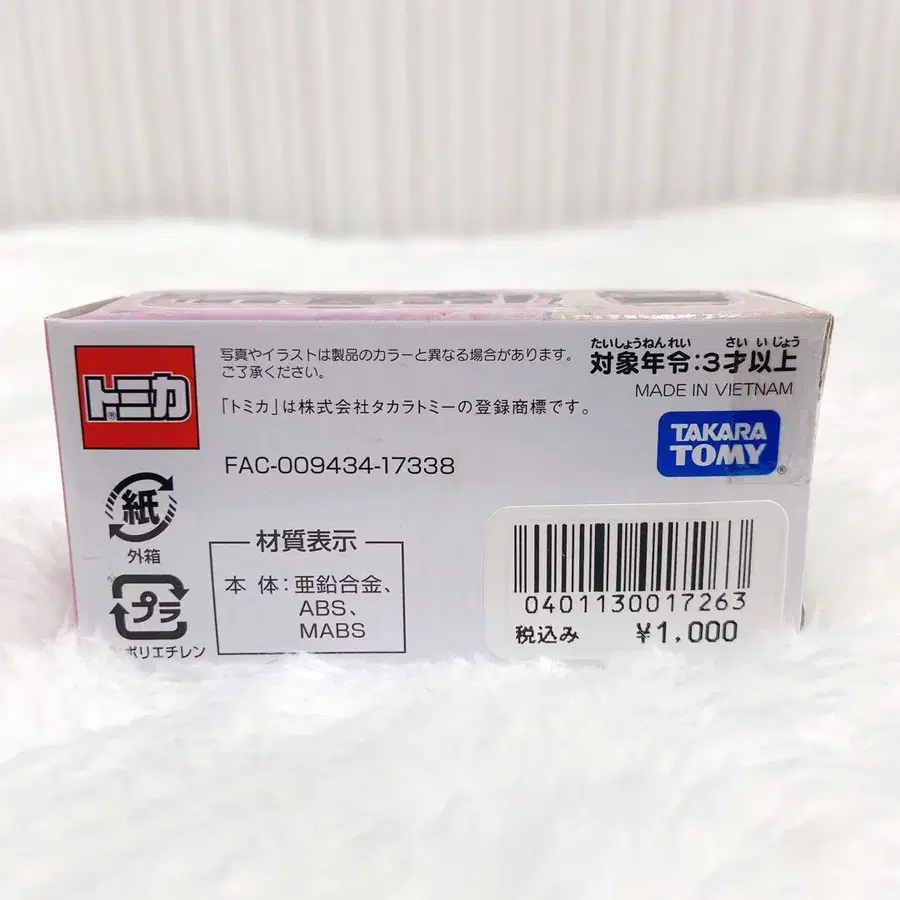 トミカ
®
写真やイラストは製品のカラーと異なる場合があります。
ご了承ください。
「トミカ」は株式会社タカラトミーの登録商標です。
FAC-009434-17338
たいしょうねんれい さいいじょう
対象年令:3才以上
MADE IN VIETNAM
TAKARA
TOMY
®
紙
外箱
プラ
ポリエチレン
材質表示
本 体:亜鉛合金、
ABS、
MABS
0401130017263
税込み ¥1,000